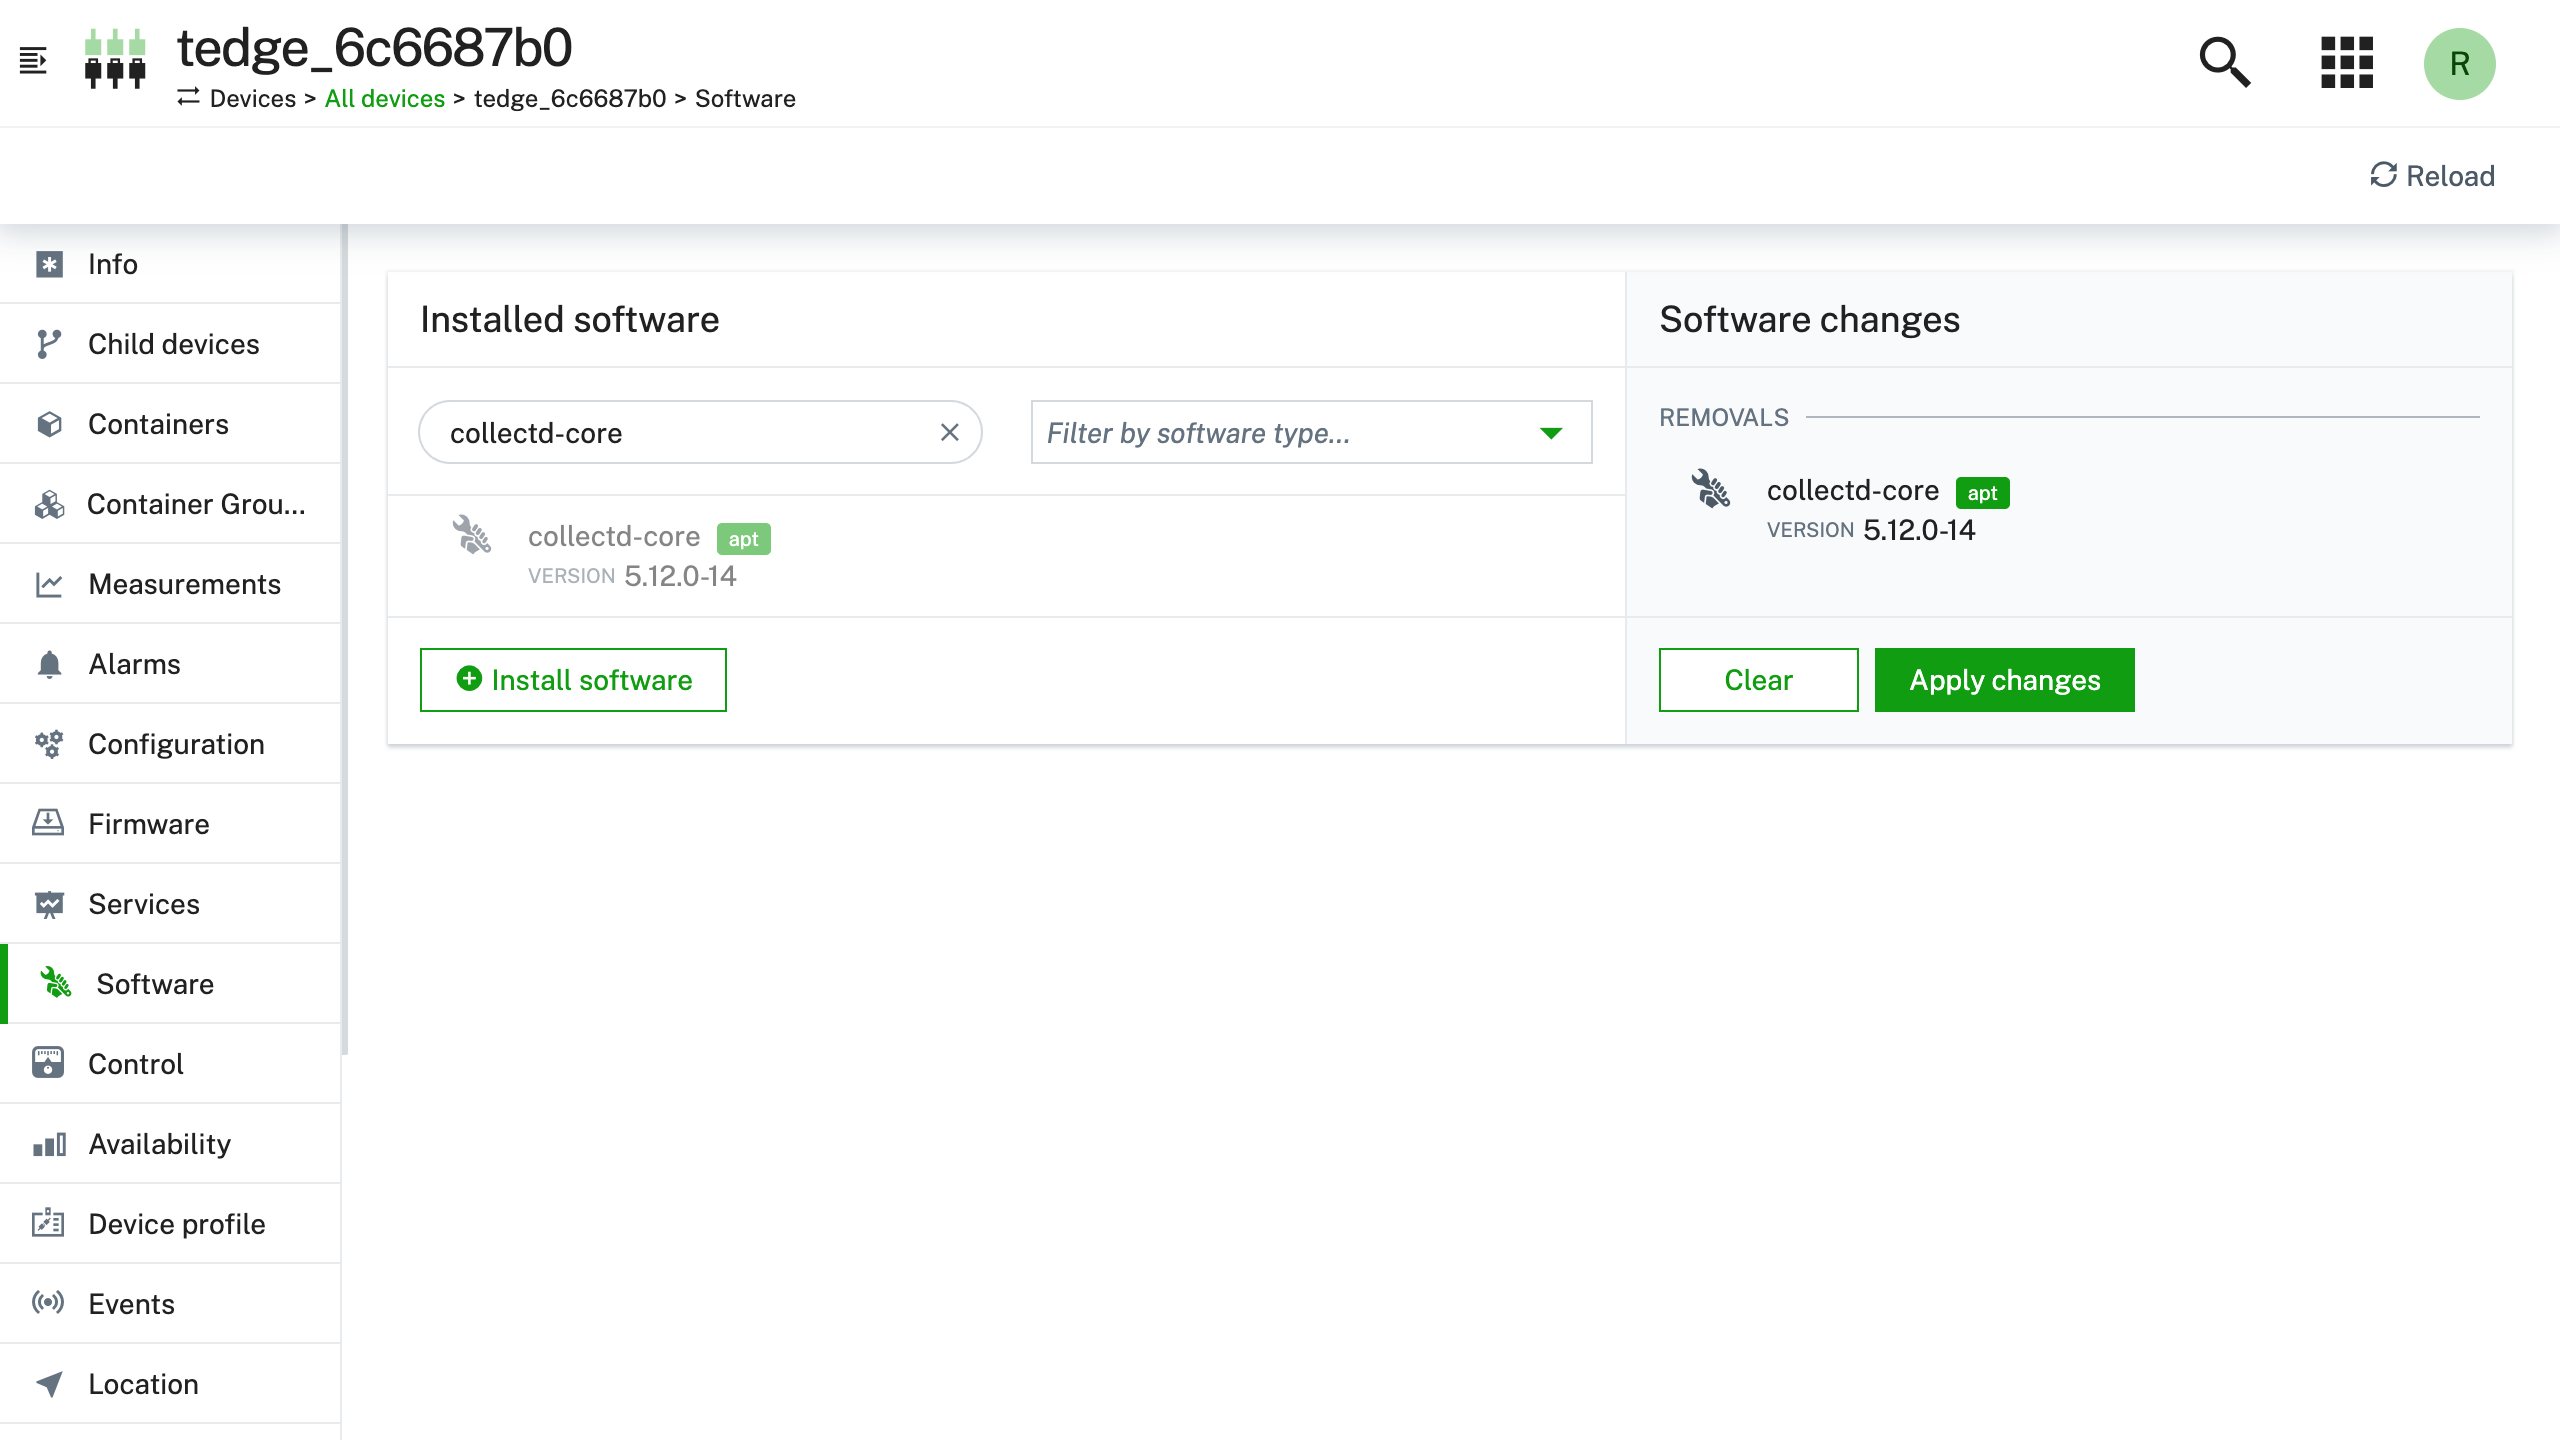 tedge_6c6687b0
Devices > All devices > tedge_6c6687b0 > Software
R
Reload
Info
Child devices
Containers
Container Grou...
Measurements
Alarms
Configuration
Firmware
Services
Software
Control
Availability
Device profile
Events
Location
Installed software
collectd-core
Filter by software type...
collectd-core apt
VERSION 5.12.0-14
Install software
Software changes
REMOVALS
collectd-core apt
VERSION 5.12.0-14
Clear
Apply changes